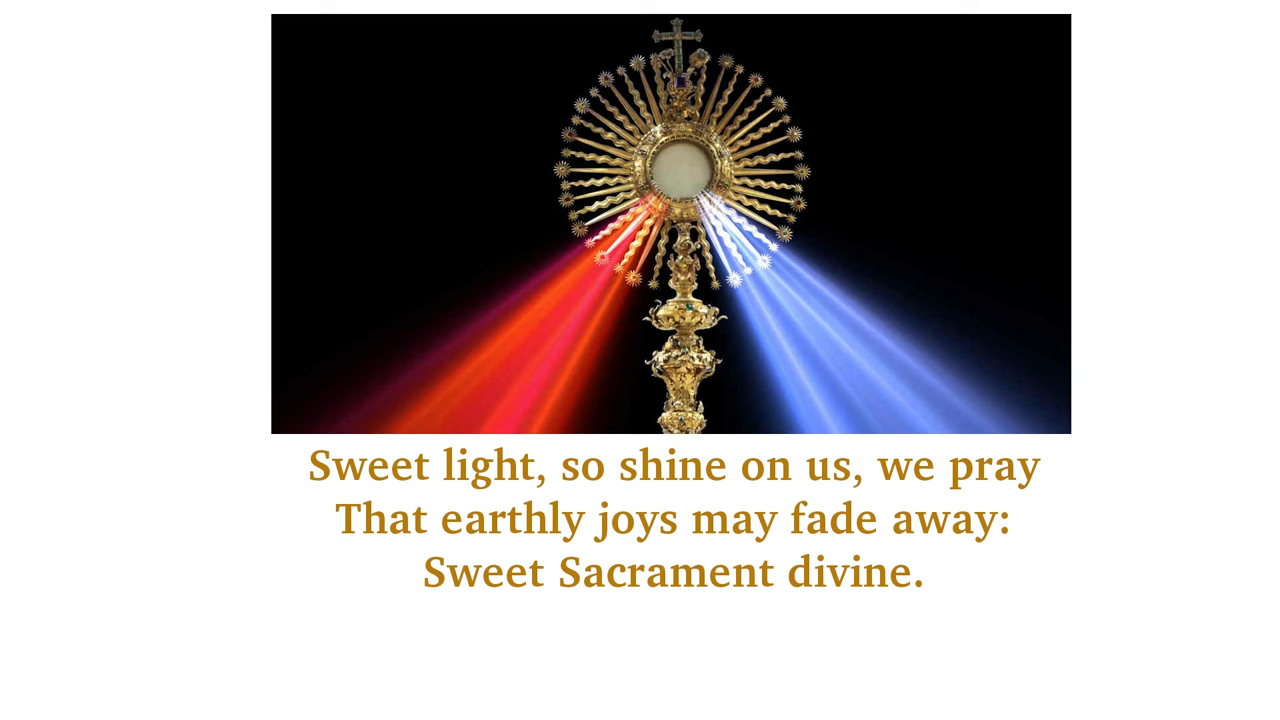 Sweet light, so shine on us, we pray
That earthly joys may fade away:
Sweet Sacrament divine.